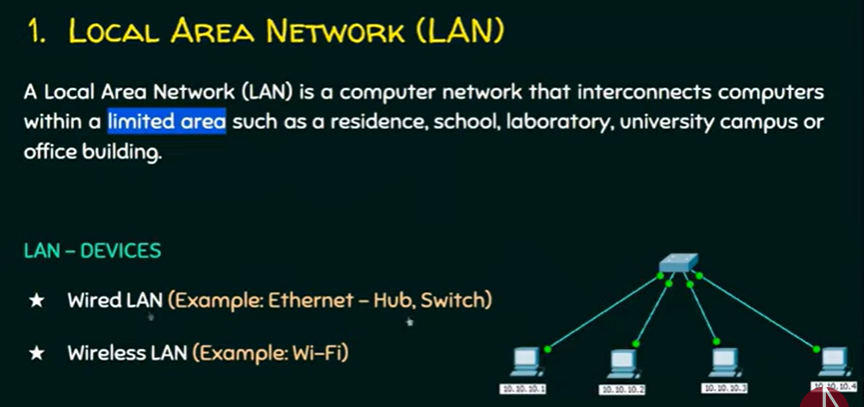 1. LOCAL AREA NETWORK (LAN)
A Local Area Network (LAN) is a computer network that interconnects computers
within a limited area such as a residence, school, laboratory, university campus or
office building.
LAN – DEVICES
★ Wired LAN (Example: Ethernet – Hub, Switch)
★ Wireless LAN (Example: Wi-Fi)
10.10.10.1
10.10.10.2
10.10.10.3
10.10.10.4